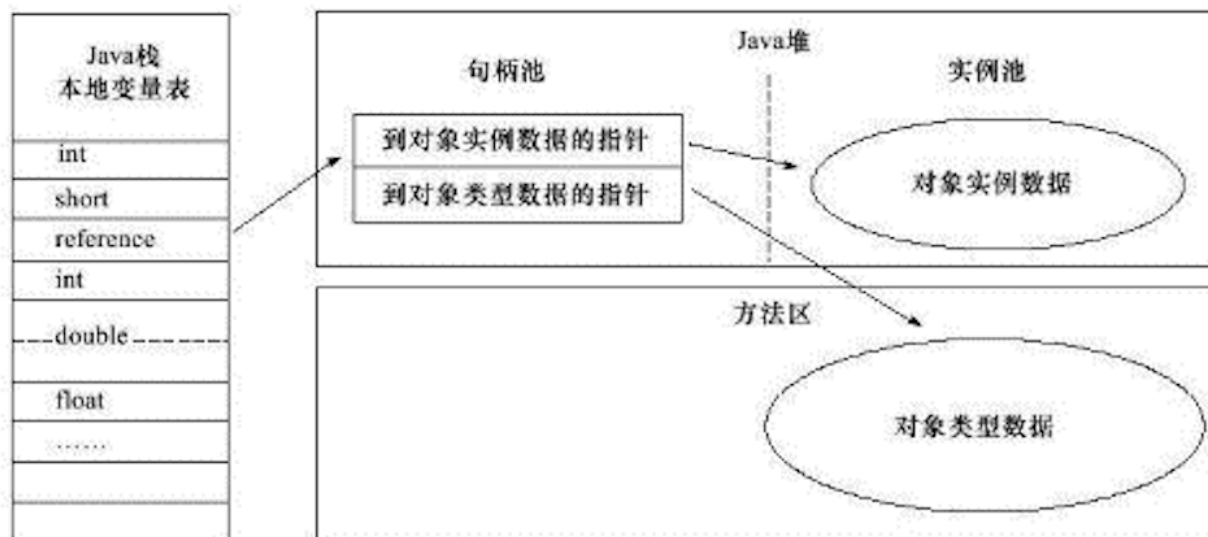 Java栈
本地变量表
int
short
reference
int
double
float
……
Java堆
句柄池
实例池
到对象实例数据的指针
到对象类型数据的指针
对象实例数据
方法区
对象类型数据